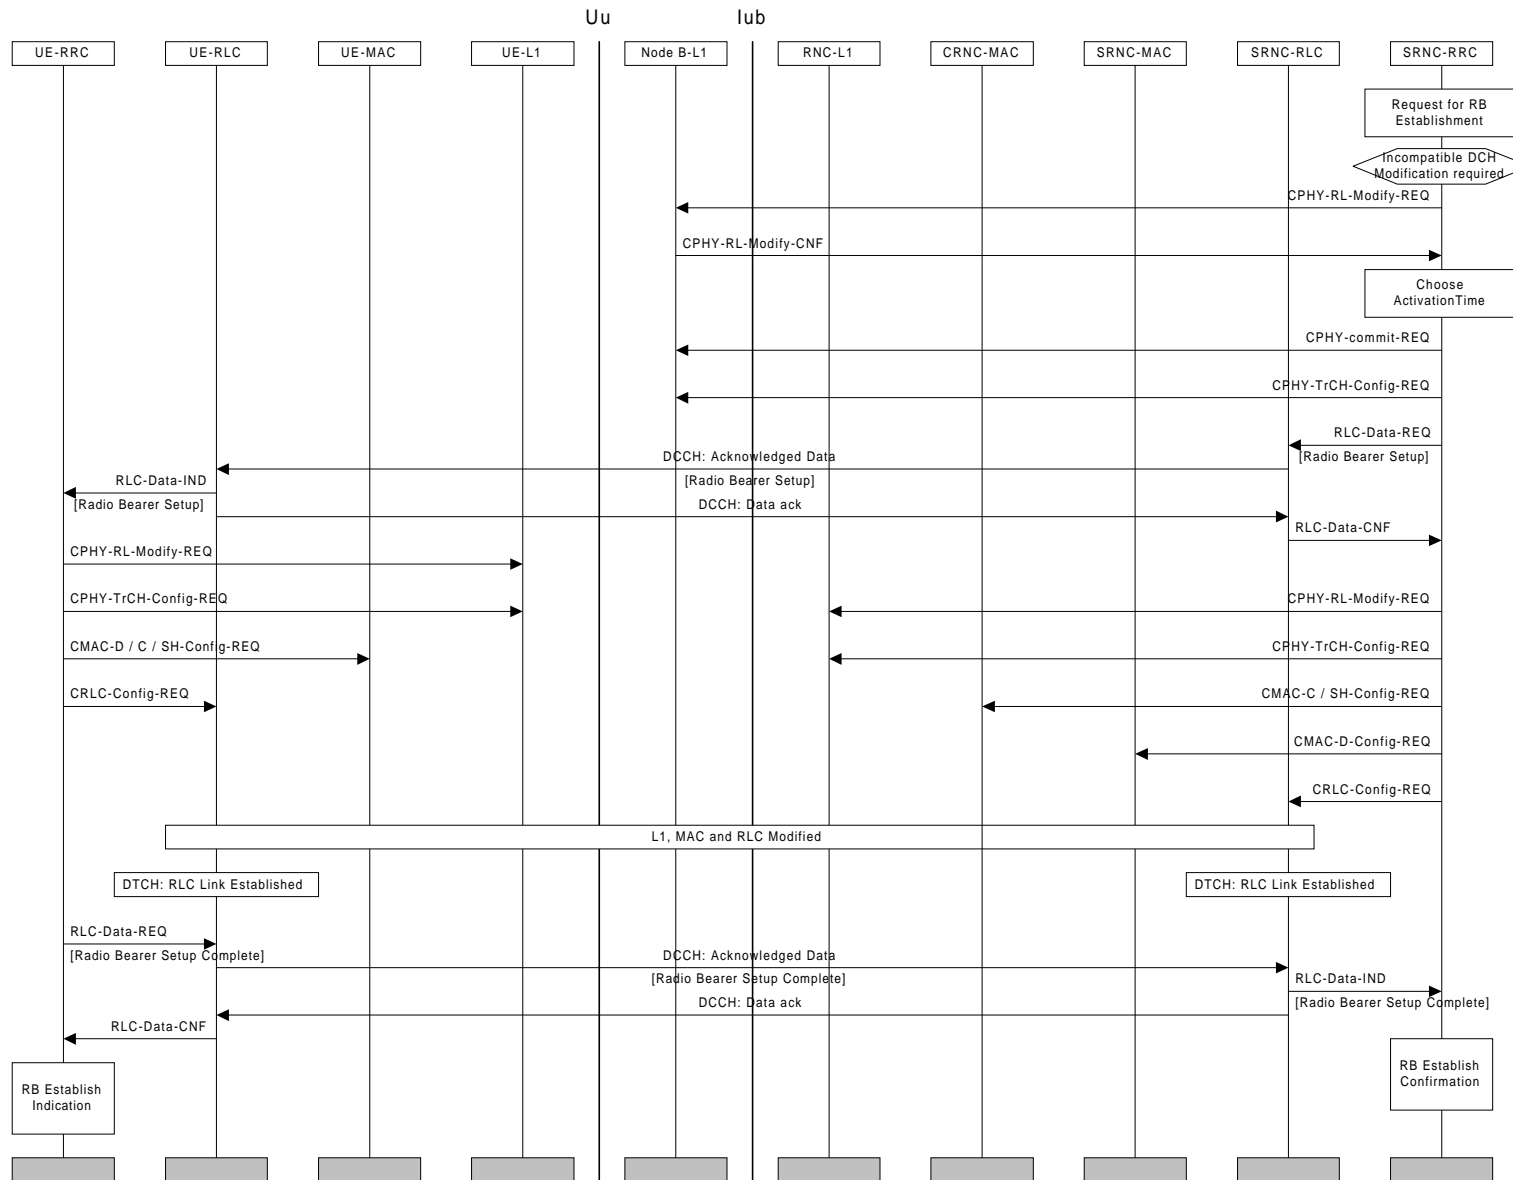 Uu
Iub
UE-RRC
UE-RLC
UE-MAC
UE-L1
Node B-L1
RNC-L1
CRNC-MAC
SRNC-MAC
SRNC-RLC
SRNC-RRC
Request for RB
Establishment
Incompatible DCH
Modification required
CPHY-RL-Modify-REQ
CPHY-RL-Modify-CNF
Choose
ActivationTime
CPHY-commit-REQ
CPHY-TrCH-Config-REQ
RLC-Data-REQ
[Radio Bearer Setup]
DCCH: Acknowledged Data
[Radio Bearer Setup]
RLC-Data-IND
[Radio Bearer Setup]
DCCH: Data ack
RLC-Data-CNF
CPHY-RL-Modify-REQ
CPHY-TrCH-Config-REQ
CPHY-RL-Modify-REQ
CMAC-D / C / SH-Config-REQ
CPHY-TrCH-Config-REQ
CRLC-Config-REQ
CMAC-C / SH-Config-REQ
CMAC-D-Config-REQ
CRLC-Config-REQ
L1, MAC and RLC Modified
DTCH: RLC Link Established
DTCH: RLC Link Established
RLC-Data-REQ
[Radio Bearer Setup Complete]
DCCH: Acknowledged Data
[Radio Bearer Setup Complete]
RLC-Data-IND
[Radio Bearer Setup Complete]
DCCH: Data ack
RLC-Data-CNF
RB Establish
Indication
RB Establish
Confirmation